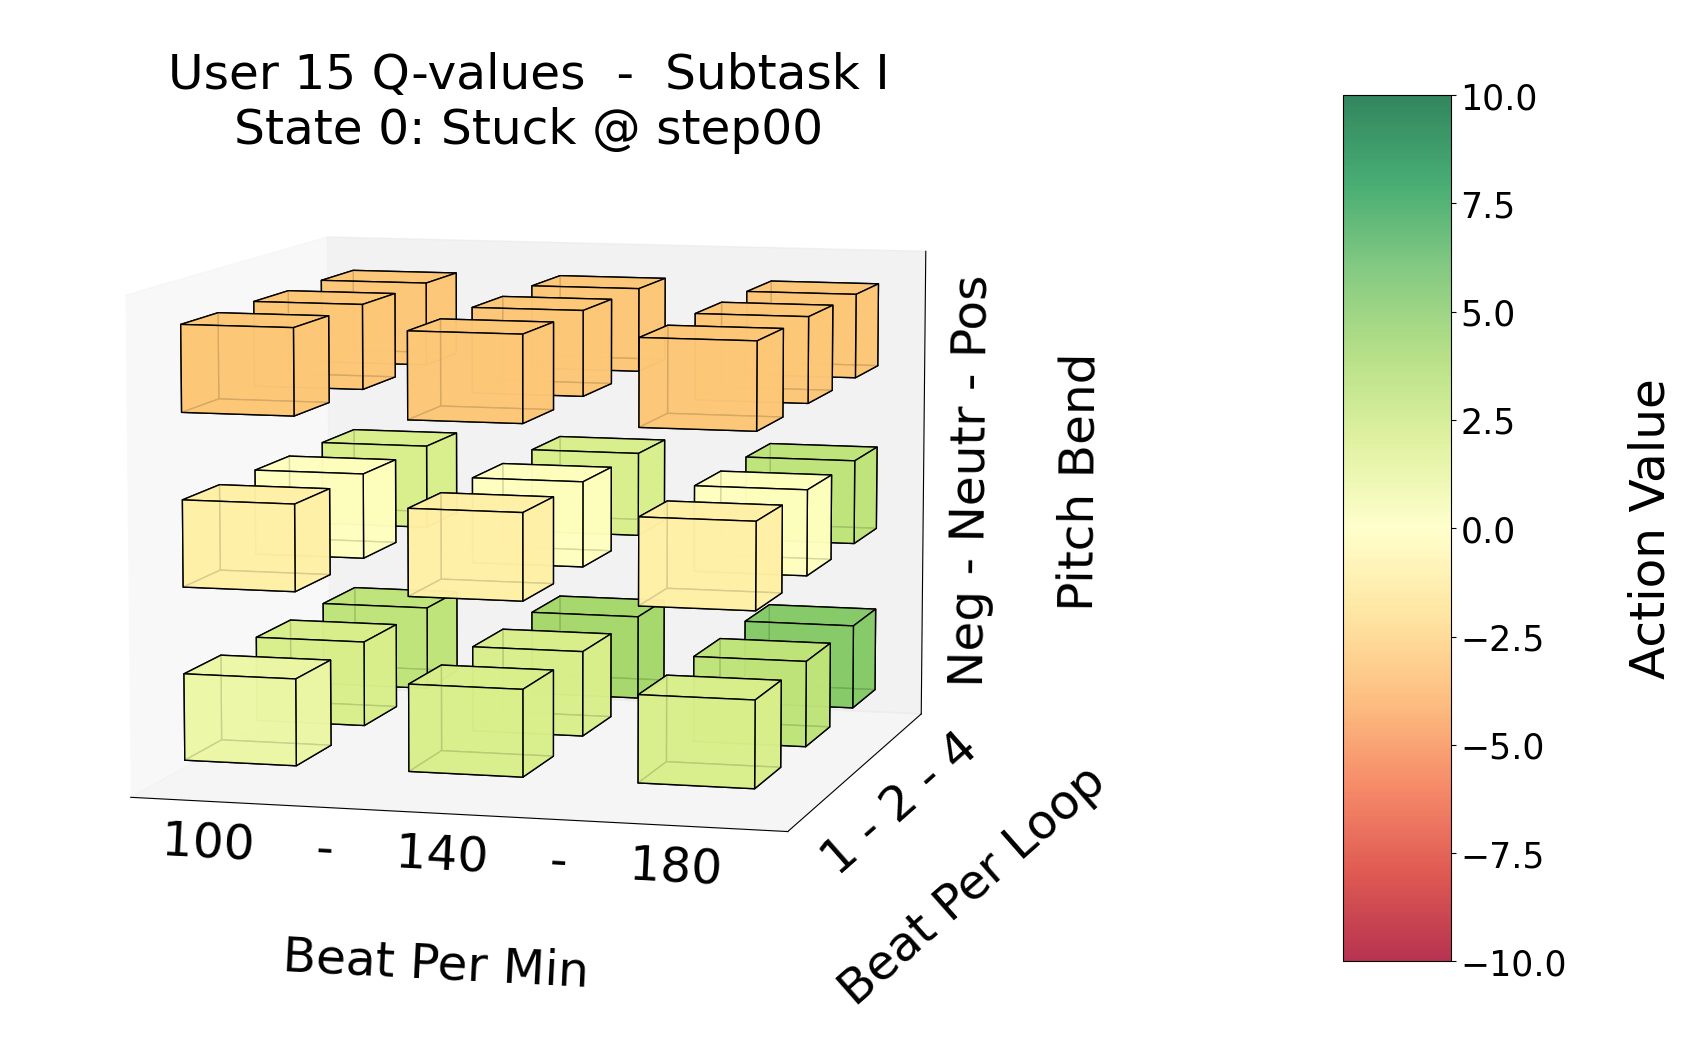 User 15 Q-values - Subtask I
State 0: Stuck @ step00
Neg - Neutr - Pos
Pitch Bend
1 - 2 - 4
Beat Per Loop
100 - 140 - 180
Beat Per Min
10.0
7.5
5.0
2.5
0.0
−2.5
−5.0
−7.5
−10.0
Action Value